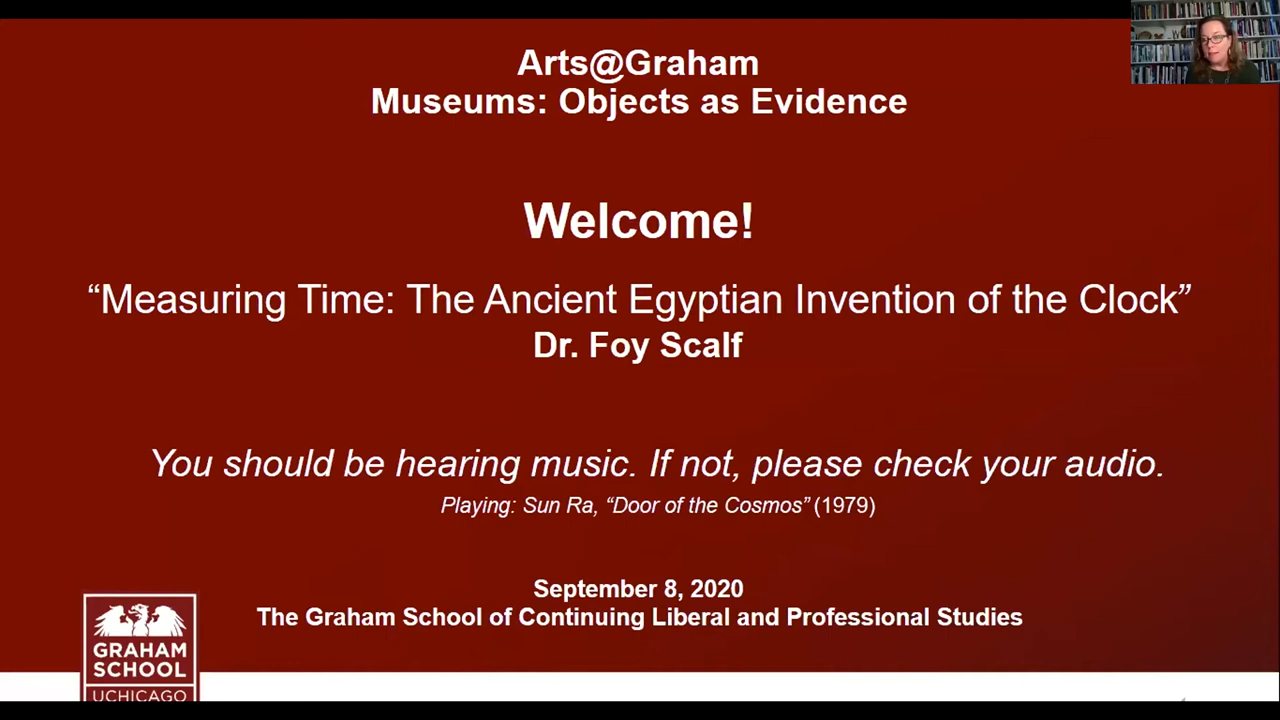 Arts@Graham
Museums: Objects as Evidence
Welcome!
“Measuring Time: The Ancient Egyptian Invention of the Clock”
Dr. Foy Scalf
You should be hearing music. If not, please check your audio.
Playing: Sun Ra, “Door of the Cosmos” (1979)
September 8, 2020
The Graham School of Continuing Liberal and Professional Studies
GRAHAM
SCHOOL
UCHICAGO